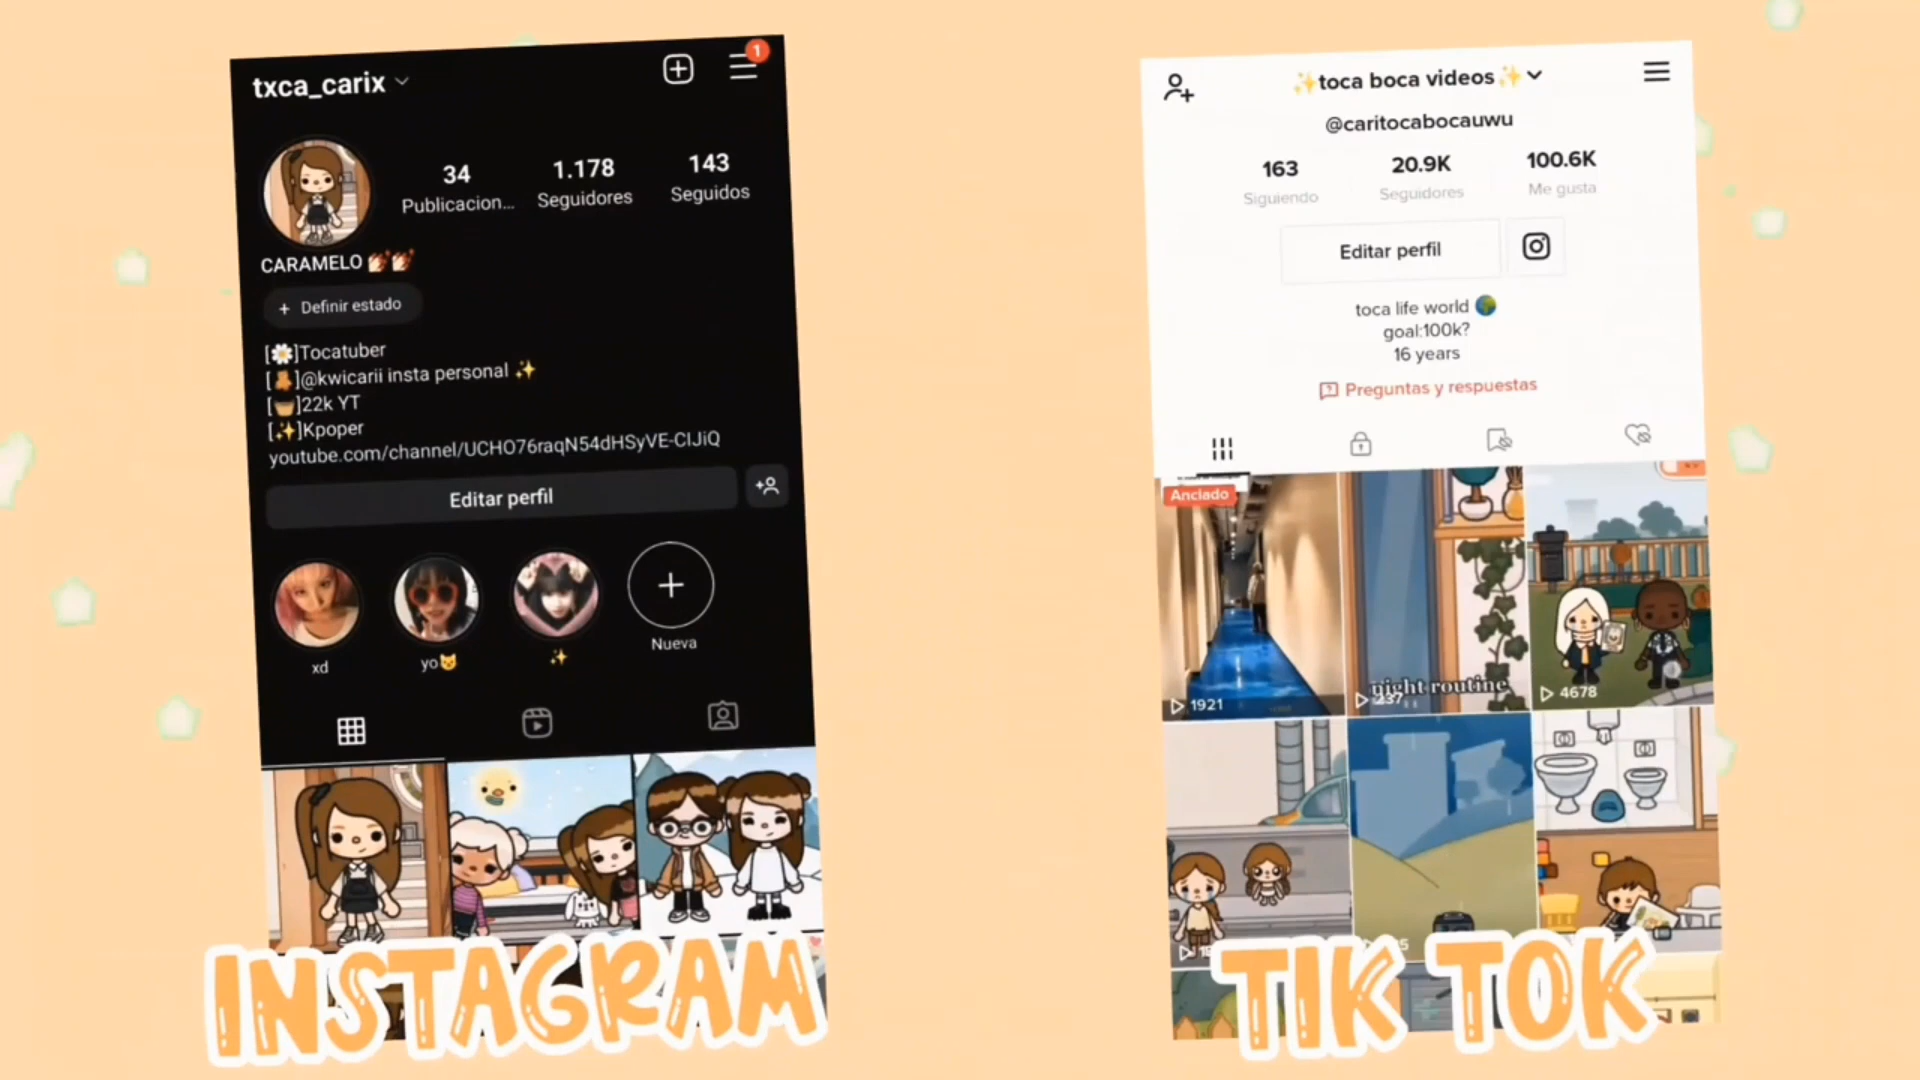 txca_carix
1
34
Publicacion...
1.178
Seguidores
143
Seguidos
CARAMELO
+ Definir estado
[🌼]Tocatuber
[🧸]@kwicarii insta personal ✨
[🪴]22k YT
[✨]Kpoper
youtube.com/channel/UCHO76raqN54dHSyVE-CIJiQ
Editar perfil
xd
yo😺
✨
Nueva
INSTAGRAM
✨toca boca videos✨
@caritocabocauwu
163
Siguiendo
20.9K
Seguidores
100.6K
Me gusta
Editar perfil
toca life world 🌍
goal:100k?
16 years
Preguntas y respuestas
Anclado
1921
night routine
237
4678
TIK TOK